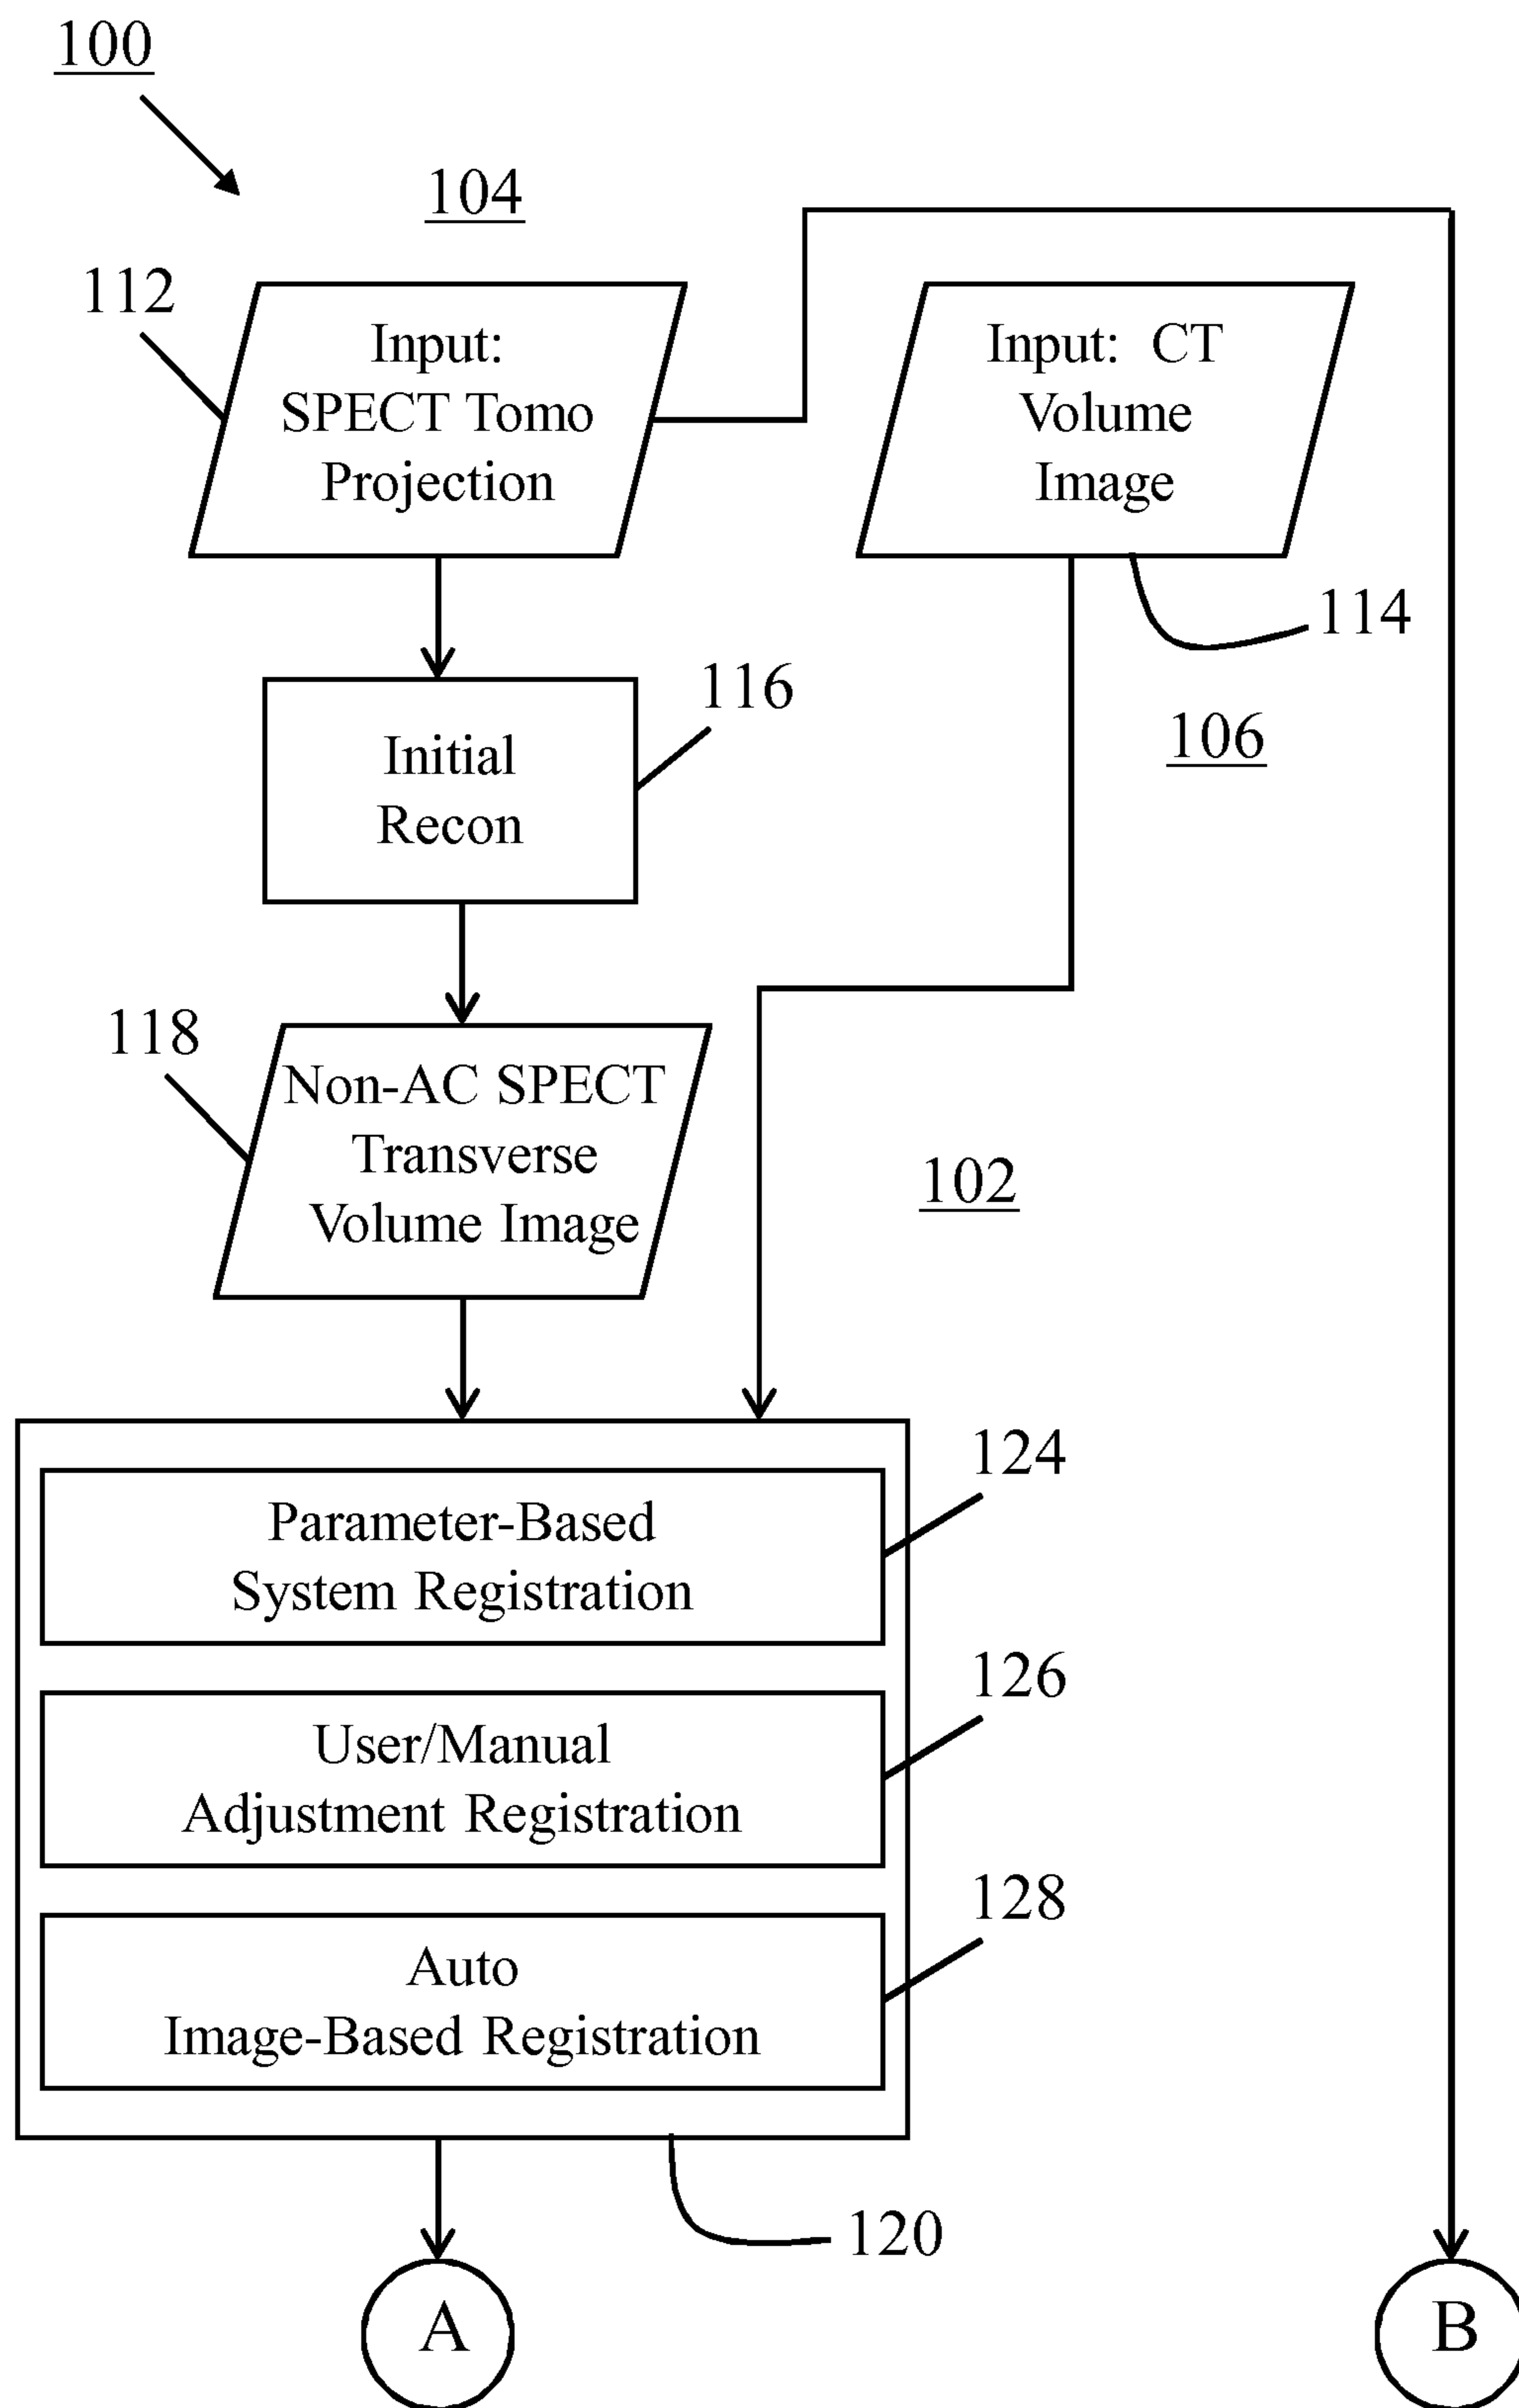 100
104
112
Input:
SPECT Tomo
Projection
Input: CT
Volume
Image
114
116
106
Initial
Recon
118
Non-AC SPECT
Transverse
Volume Image
102
124
Parameter-Based
System Registration
126
User/Manual
Adjustment Registration
128
Auto
Image-Based Registration
120
A
B